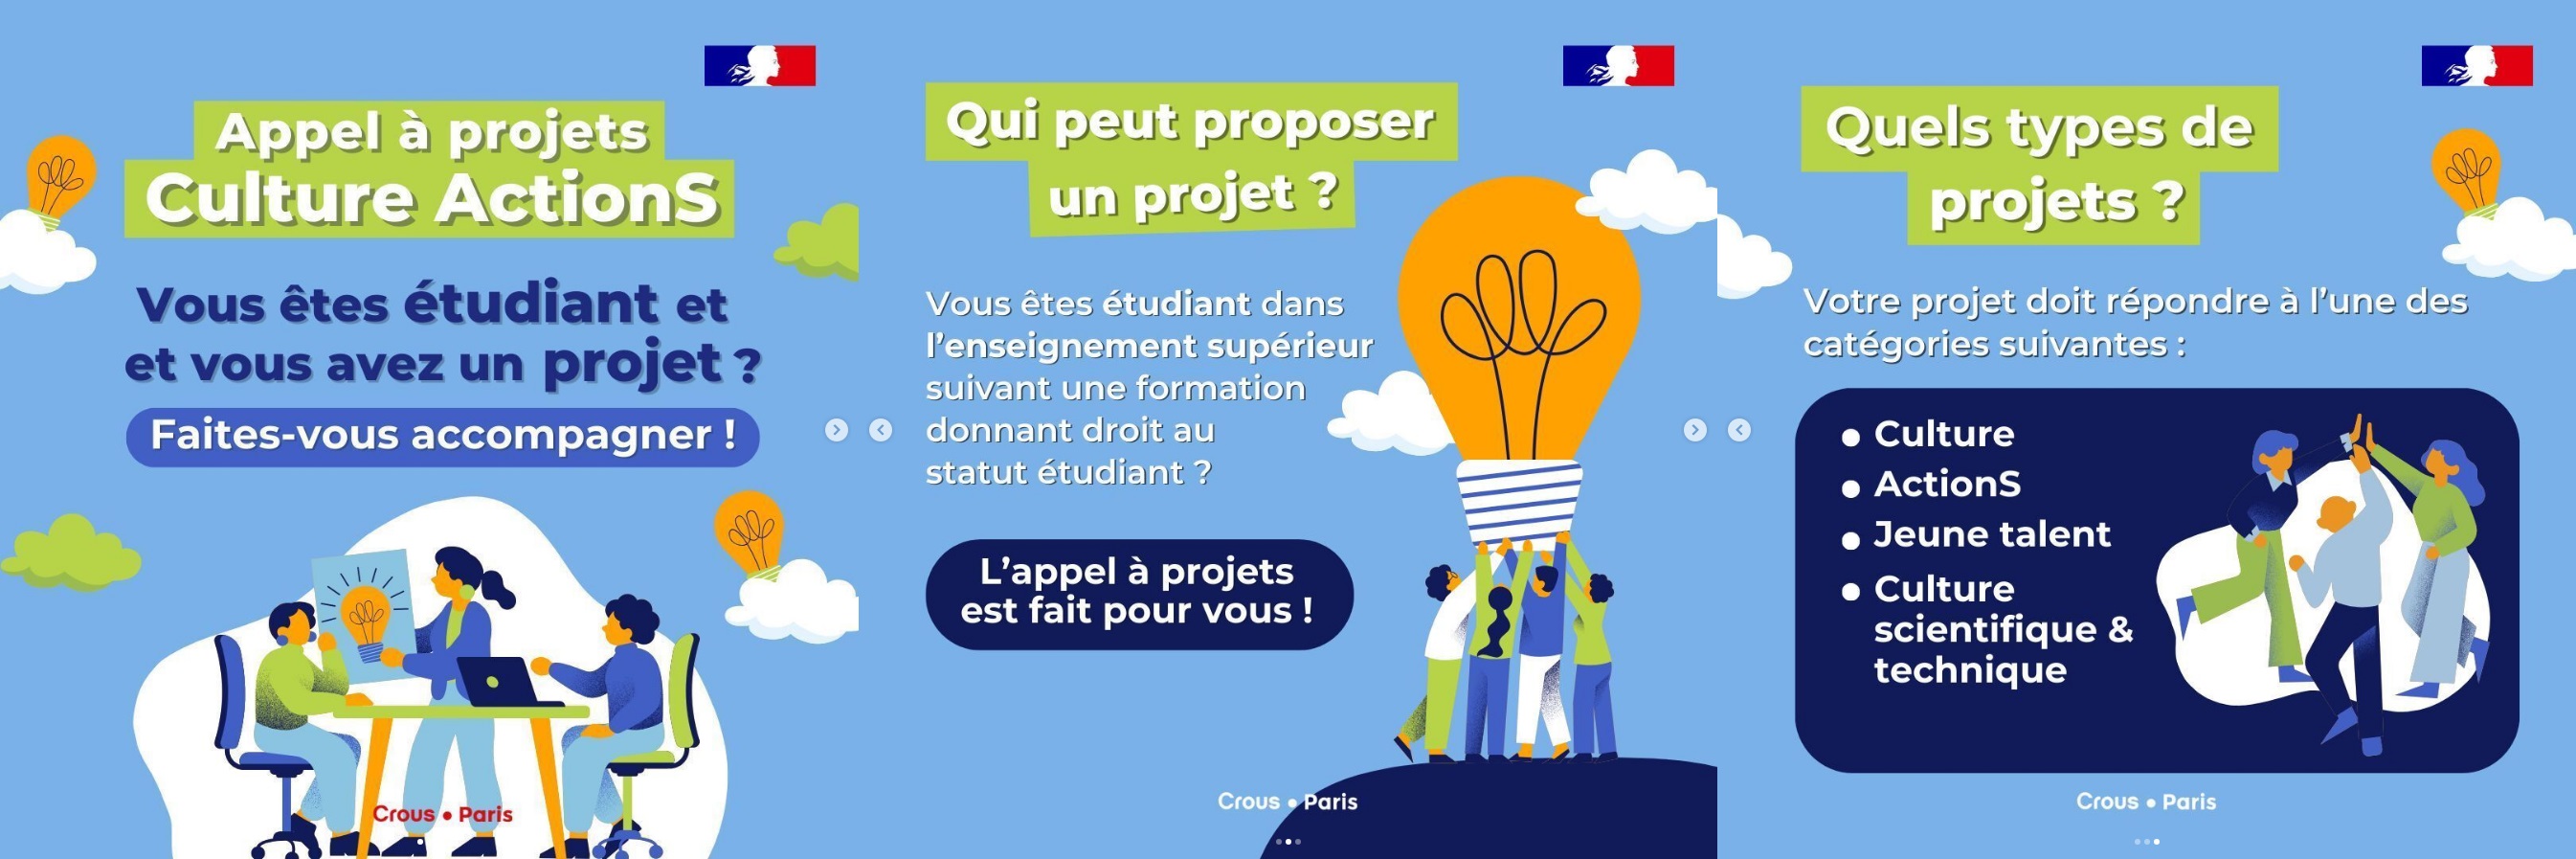 Appel à projets
Culture ActionS
Vous êtes étudiant et
et vous avez un projet ?
Faites-vous accompagner !
Crous • Paris
Qui peut proposer
un projet ?
Vous êtes étudiant dans
l'enseignement supérieur
suivant une formation
donnant droit au
statut étudiant ?
L'appel à projets
est fait pour vous !
Crous • Paris
Quels types de
projets ?
Votre projet doit répondre à l'une des
catégories suivantes :
• Culture
• ActionS
• Jeune talent
• Culture
scientifique &
technique
Crous • Paris